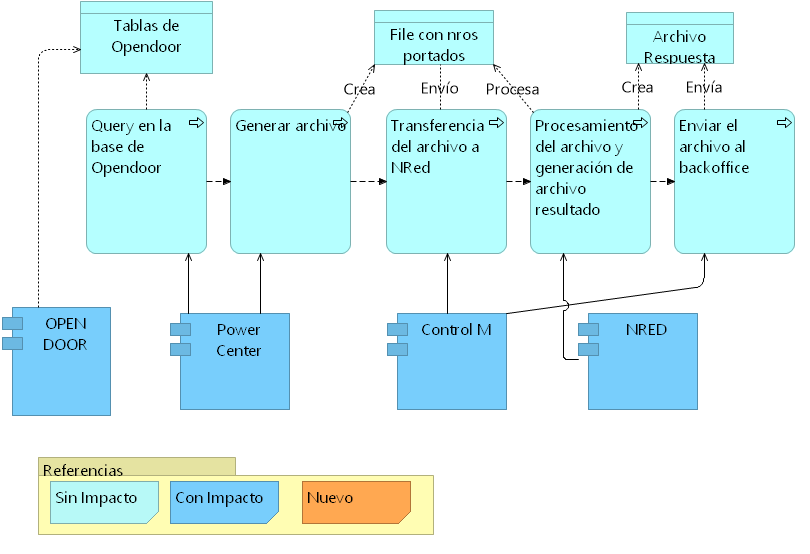 Tablas de
Opendoor
File con nros
portados
Archivo
Respuesta
Crea
Envío
Procesa
Crea
Envía
Query en la
base de
Opendoor
Generar archivo
Transferencia
del archivo a
NRed
Procesamiento
del archivo y
generación de
archivo
resultado
Enviar el
archivo al
backoffice
OPEN
DOOR
Power
Center
Control M
NRED
Referencias
Sin Impacto
Con Impacto
Nuevo